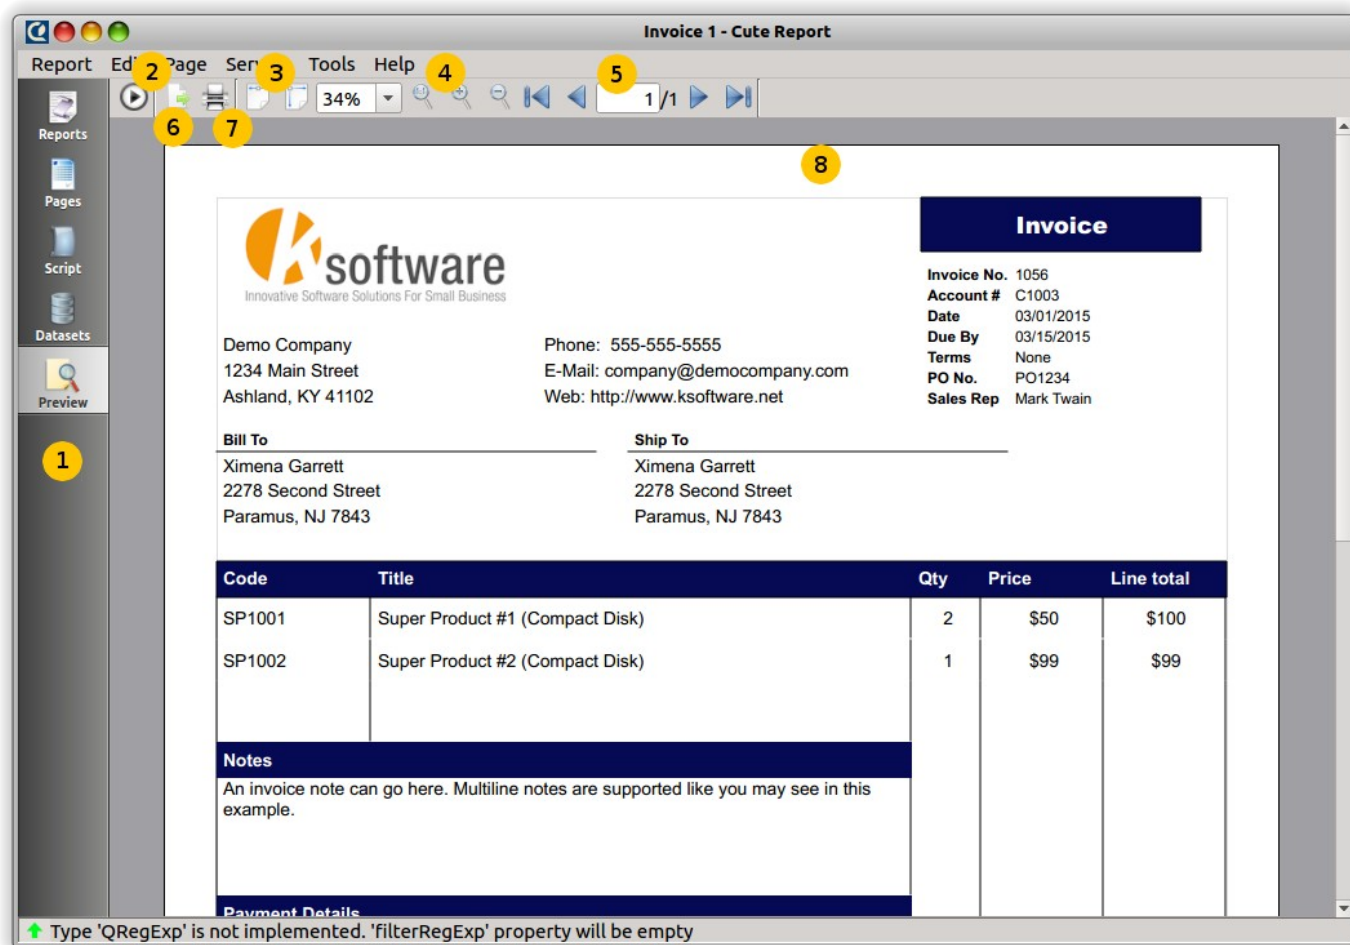 Invoice 1 - Cute Report
Report Edi Page Ser Tools Help
2 3 4 5
34% 1 /1
6 7
8
Reports
Pages
Script
Datasets
Preview
1
Ksoftware
Innovative Software Solutions For Small Business
Invoice
Invoice No. 1056
Account # C1003
Date 03/01/2015
Due By 03/15/2015
Terms None
PO No. PO1234
Sales Rep Mark Twain
Demo Company
1234 Main Street
Ashland, KY 41102
Phone: 555-555-5555
E-Mail: company@democompany.com
Web: http://www.ksoftware.net
Bill To
Ximena Garrett
2278 Second Street
Paramus, NJ 7843
Ship To
Ximena Garrett
2278 Second Street
Paramus, NJ 7843
Code Title Qty Price Line total
SP1001 Super Product #1 (Compact Disk) 2 $50 $100
SP1002 Super Product #2 (Compact Disk) 1 $99 $99
Notes
An invoice note can go here. Multiline notes are supported like you may see in this
example.
Payment Details
Type 'QRegExp' is not implemented. 'filterRegExp' property will be empty